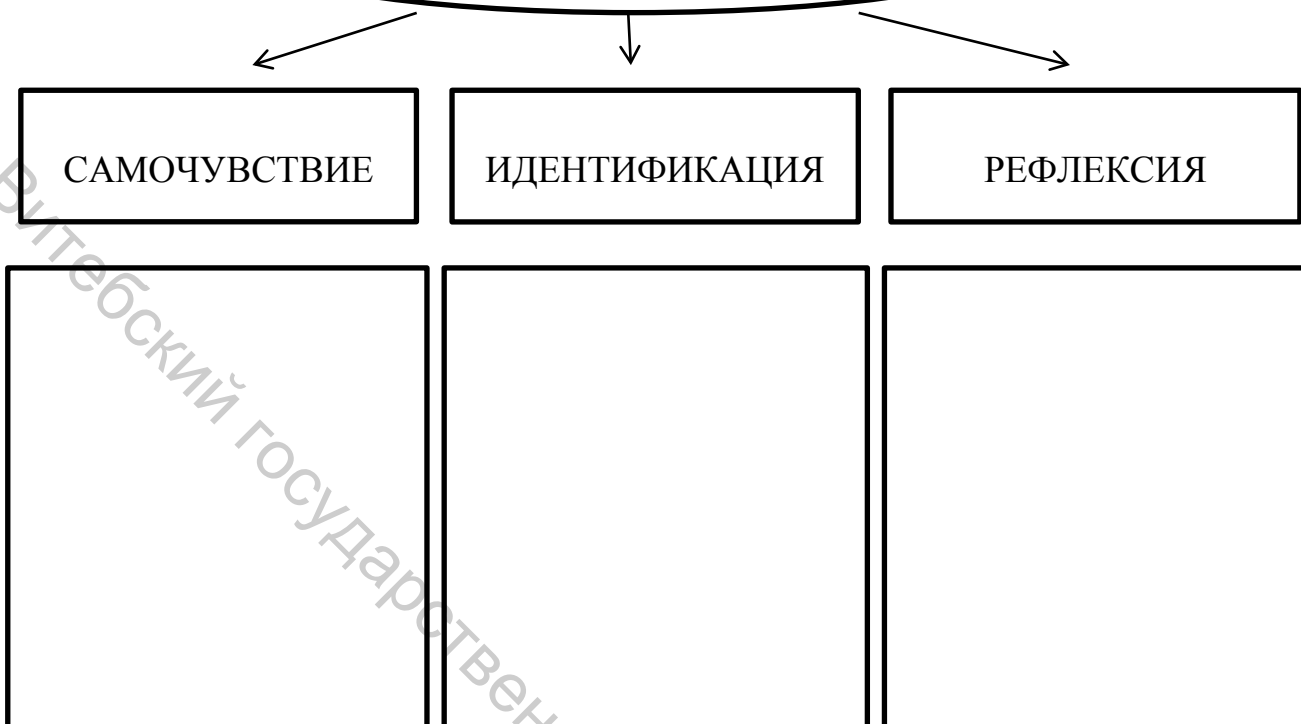 САМОЧУВСТВИЕ
ИДЕНТИФИКАЦИЯ
РЕФЛЕКСИЯ
Витебский государствен